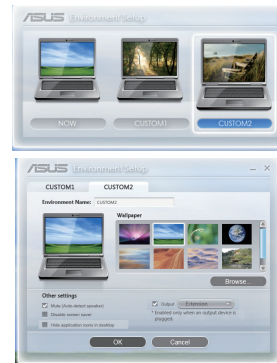 ASUS Environment/Setup
NOW
CUSTOM1
CUSTOM2
ASUS Environment/Setup
CUSTOM1
CUSTOM2
Environment Name: CUSTOM2
Wallpaper
Browse...
Other settings
Mute (Auto-detect speaker)
Disable screen saver
Hide application icons in desktop
Output
Extension
* Enabled only when an output device is
plugged.
OK
Cancel